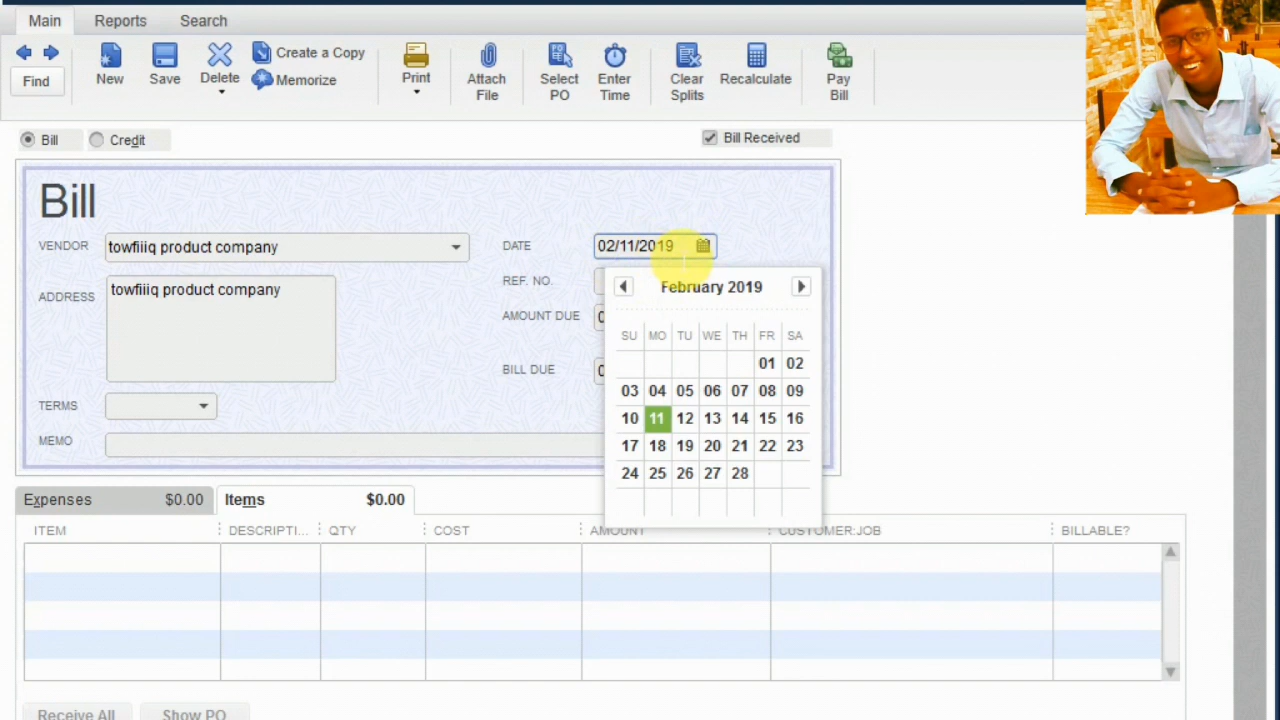 Main Reports Search
Find
New
Save
Delete
Create a Copy
Memorize
Print
Attach
File
Select
PO
Enter
Time
Clear
Splits
Recalculate
Pay
Bill
Bill
Credit
Bill Received
Bill
VENDOR towfiiiq product company
DATE 02/11/2019
ADDRESS towfiiiq product company
REF. NO.
AMOUNT DUE 0
BILL DUE 0
TERMS
MEMO
February 2019
SU MO TU WE TH FR SA
01 02
03 04 05 06 07 08 09
10 11 12 13 14 15 16
17 18 19 20 21 22 23
24 25 26 27 28
Expenses $0.00 Items $0.00
ITEM DESCRIPTI... QTY COST AMOUNT CUSTOMER:JOB BILLABLE?
Receive All Show PO